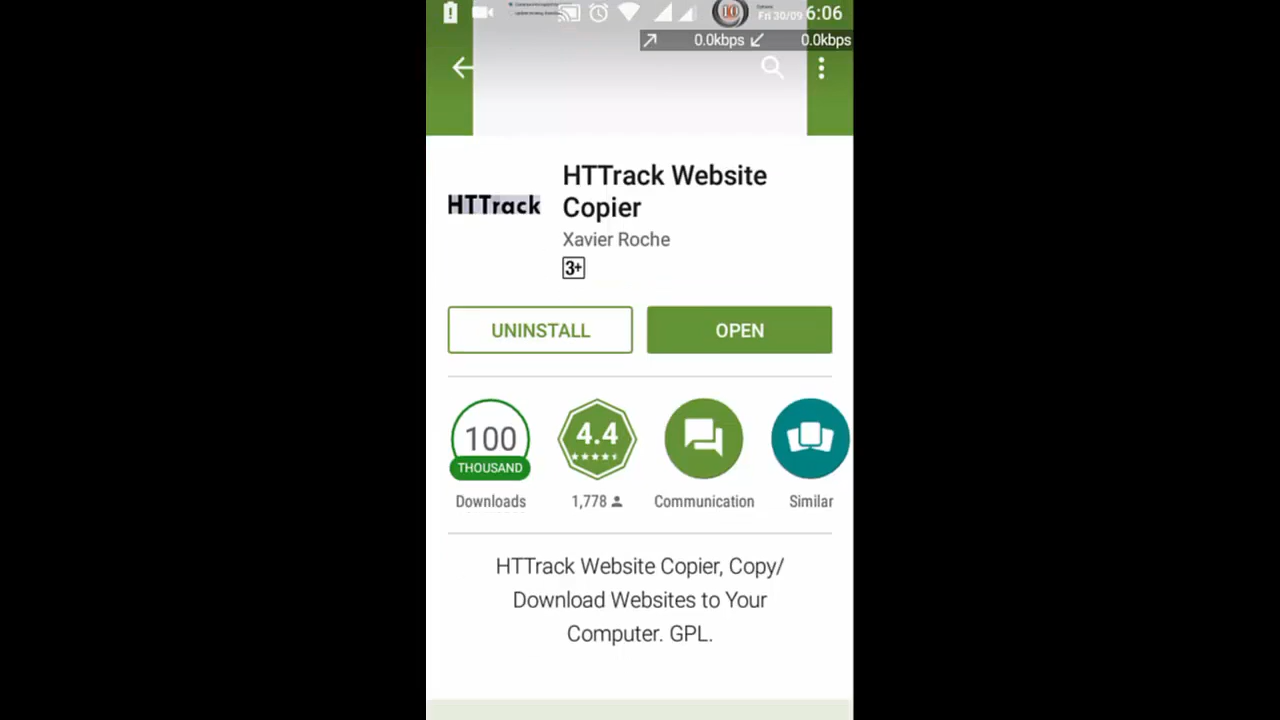 Fri 30/09 6:06
0.0kbps 0.0kbps
HTTrack Website
Copier
HTTrack
Xavier Roche
3+
UNINSTALL OPEN
100
THOUSAND
4.4
Downloads 1,778 Communication Similar
HTTrack Website Copier, Copy/
Download Websites to Your
Computer. GPL.